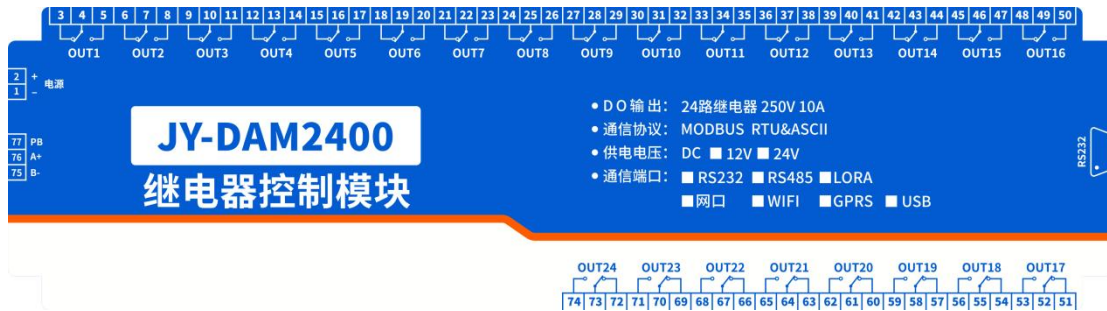 3 4 5 6 7 8 9 10 11 12 13 14 15 16 17 18 19 20 21 22 23 24 25 26 27 28 29 30 31 32 33 34 35 36 37 38 39 40 41 42 43 44 45 46 47 48 49 50
OUT1 OUT2 OUT3 OUT4 OUT5 OUT6 OUT7 OUT8 OUT9 OUT10 OUT11 OUT12 OUT13 OUT14 OUT15 OUT16
2 +
1 -
电源
77 PB
76 A+
75 B-
JY-DAM2400
继电器控制模块
● DO输出: 24路继电器 250V 10A
● 通信协议: MODBUS RTU&ASCII
● 供电电压: DC ■ 12V ■ 24V
● 通信端口: ■ RS232 ■ RS485 ■ LORA
■网口 ■WIFI ■GPRS ■ USB
RS232
OUT24 OUT23 OUT22 OUT21 OUT20 OUT19 OUT18 OUT17
74 73 72 71 70 69 68 67 66 65 64 63 62 61 60 59 58 57 56 55 54 53 52 51